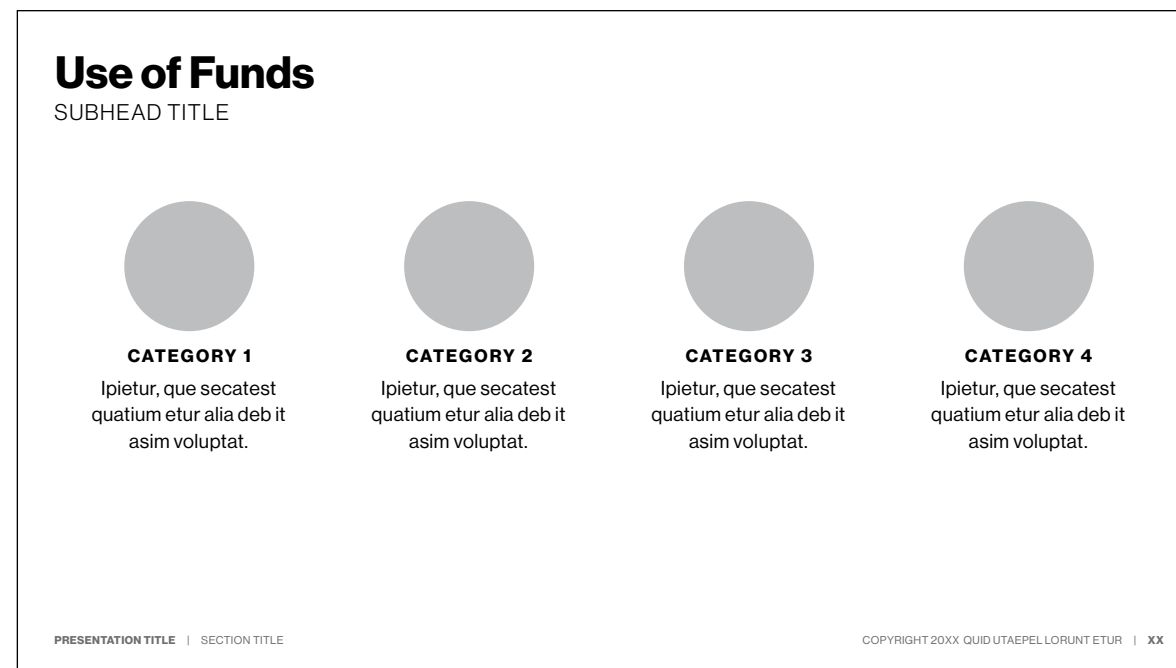 Use of Funds
SUBHEAD TITLE
CATEGORY 1
Ipietur, que secatest
quatium etur alia deb it
asim voluptat.
CATEGORY 2
Ipietur, que secatest
quatium etur alia deb it
asim voluptat.
CATEGORY 3
Ipietur, que secatest
quatium etur alia deb it
asim voluptat.
CATEGORY 4
Ipietur, que secatest
quatium etur alia deb it
asim voluptat.
PRESENTATION TITLE | SECTION TITLE
COPYRIGHT 20XX QUID UTAEPEL LORUNT ETUR | XX